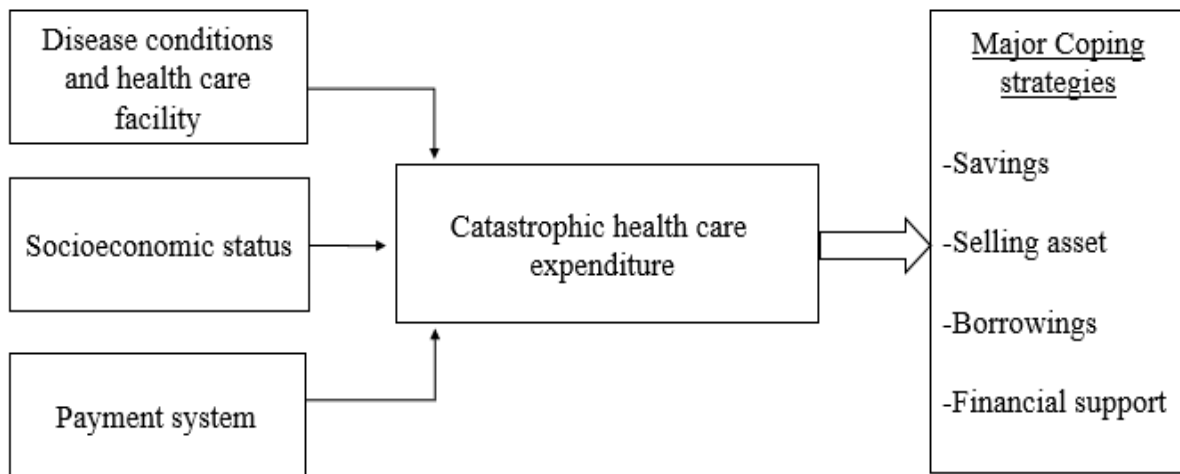 Disease conditions
and health care
facility
Socioeconomic status
Payment system
Catastrophic health care
expenditure
Major Coping
strategies
-Savings
-Selling asset
-Borrowings
-Financial support